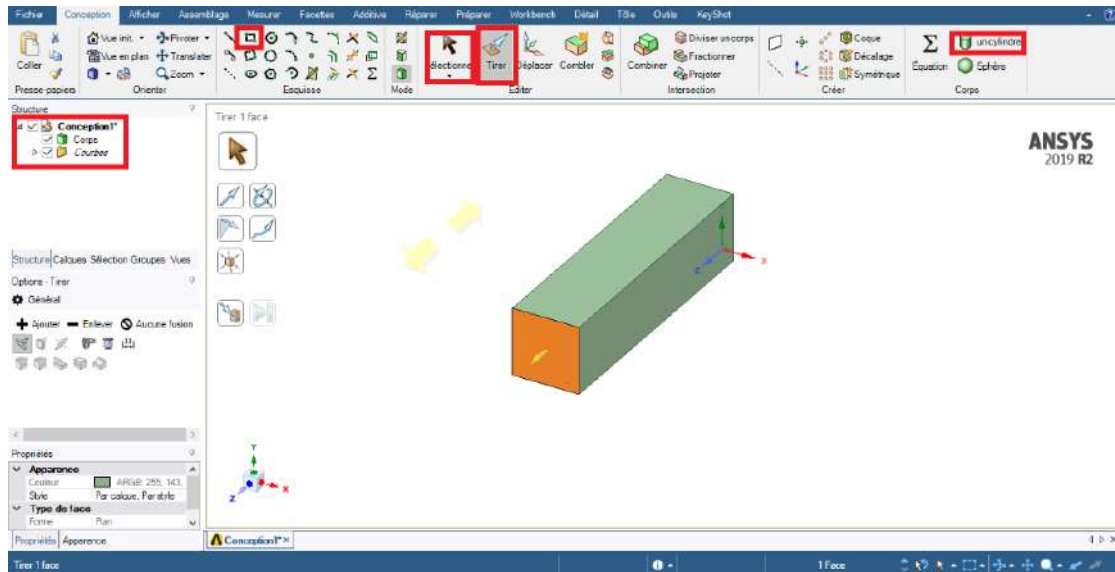 Fichier Conception Afficher Assemblage Mesurer Facettes Additive Réparer Préparer Workbench Détail Tôle Outils KeyShot
Coller
Presse-papiers
Vue init. Pivoter
Vue en plan Translater
Zoom
Orienter
Esquisse
Mode
électionne Tirer Déplacer Combler
Editer
Combiner
Diviser un corps
Fractionner
Projeter
Intersection
Coque
Décalage
Symétrique
Créer
Équation
un cylindre
Sphère
Corps
Structure
Conception1*
Corps
Courbes
Structure Calques Sélection Groupes Vues
Options - Tirer
Général
Ajouter Enlever Aucune fusion
Propriétés
Apparence
Couleur ARGB: 255, 143,
Style Par calque, Par style
Type de face
Forme Plan
Propriétés Apparence
Tirer 1 face
ANSYS
2019 R2
X
Z
Y
X
Z
Conception1*
Tirer 1 face
1 Face